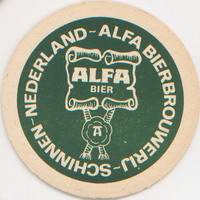 NEDERLAND ~ ALFA BIERBROUWERIJ ~ SCHINNEN ~
ALFA
BIER
A